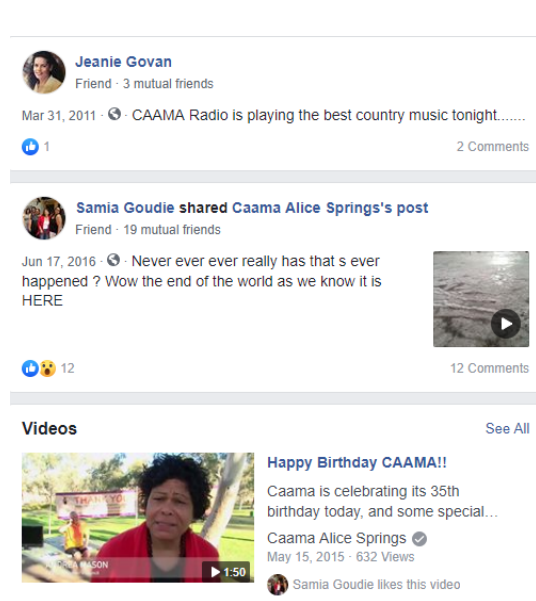 Jeanie Govan
Friend · 3 mutual friends
Mar 31, 2011 · · CAAMA Radio is playing the best country music tonight.......
1
2 Comments
Samia Goudie shared Caama Alice Springs's post
Friend · 19 mutual friends
Jun 17, 2016 · · Never ever ever really has that s ever
happened ? Wow the end of the world as we know it is
HERE
12
12 Comments
Videos
See All
THANK YOU
MASON
1:50
Happy Birthday CAAMA!!
Caama is celebrating its 35th
birthday today, and some special...
Caama Alice Springs
May 15, 2015 · 632 Views
Samia Goudie likes this video